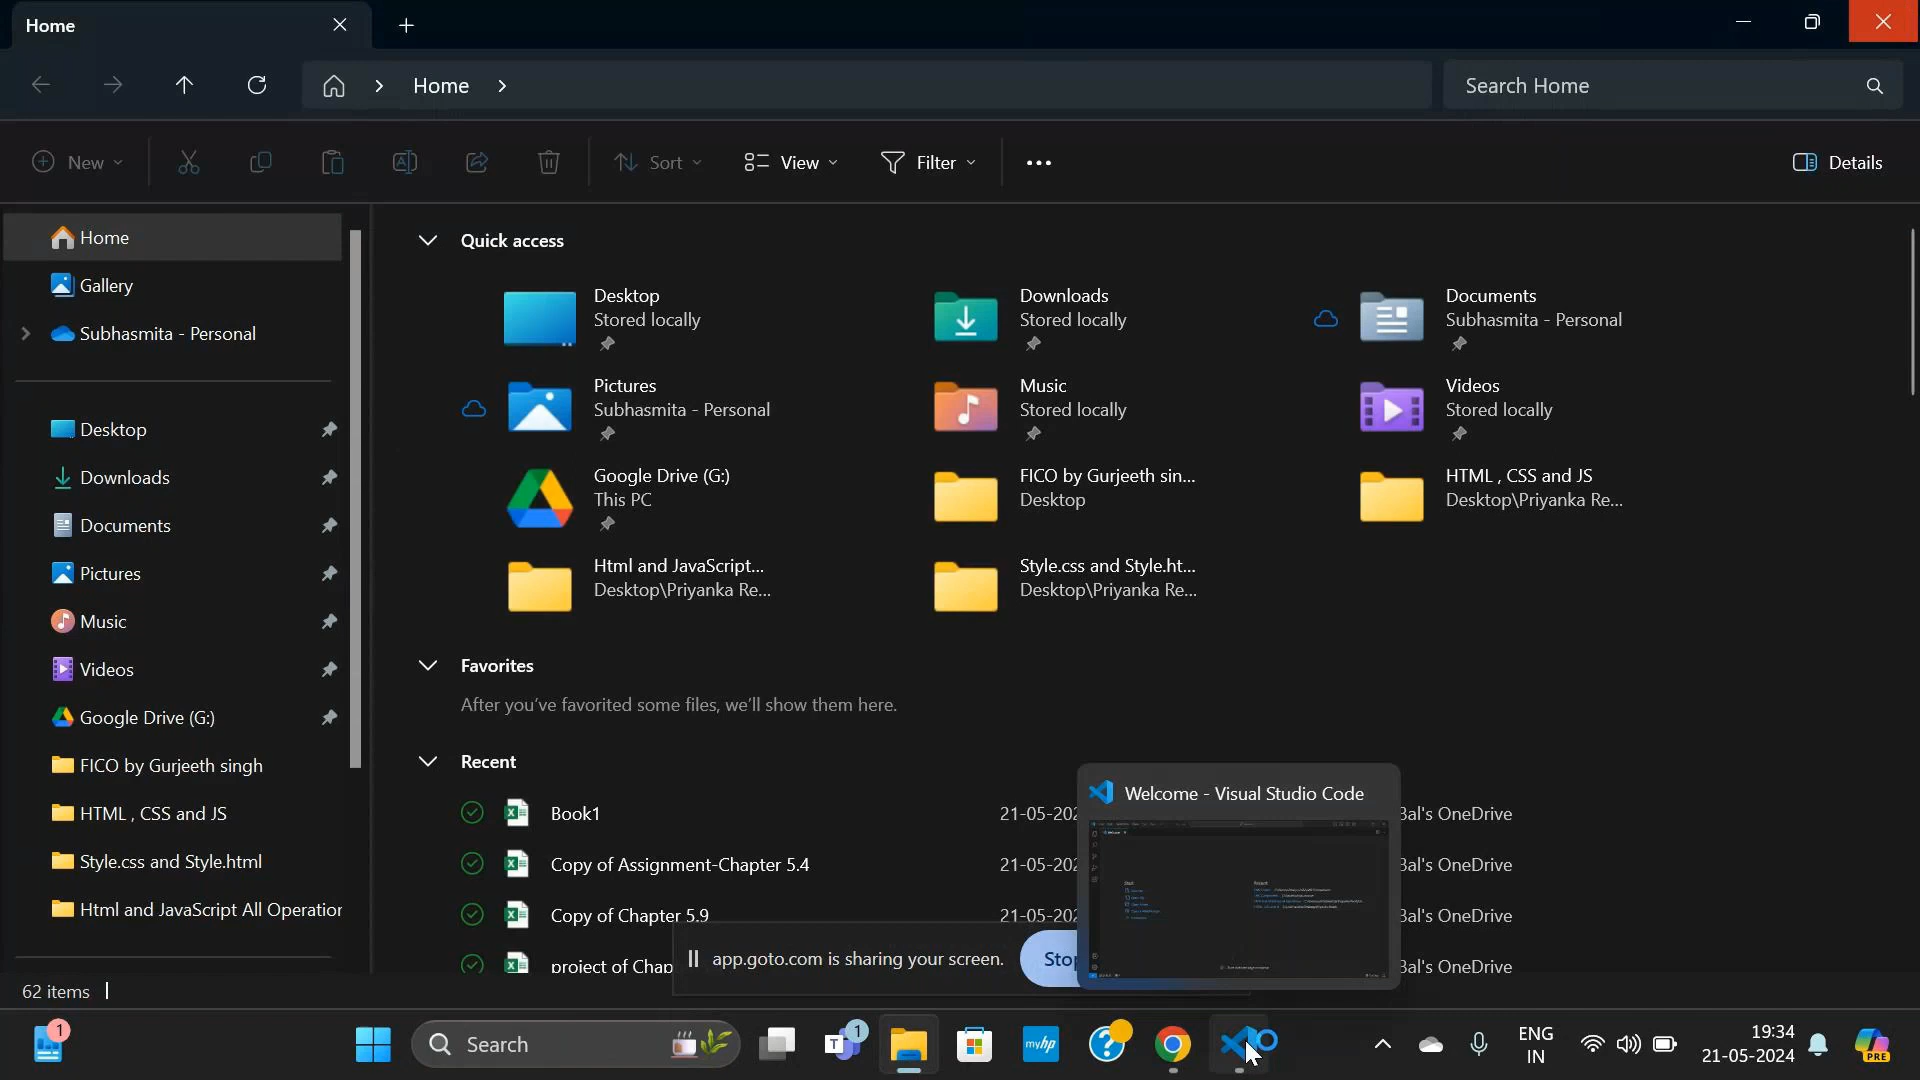 Home
Home
Search Home
New
Sort
View
Filter
Details
Home
Gallery
Subhasmita - Personal
Desktop
Downloads
Documents
Pictures
Music
Videos
Google Drive (G:)
FICO by Gurjeeth singh
HTML , CSS and JS
Style.css and Style.html
Html and JavaScript All Operation
Quick access
Desktop
Stored locally
Downloads
Stored locally
Documents
Subhasmita - Personal
Pictures
Subhasmita - Personal
Music
Stored locally
Videos
Stored locally
Google Drive (G:)
This PC
FICO by Gurjeeth sin...
Desktop
HTML , CSS and JS
Desktop\Priyanka Re...
Html and JavaScript...
Desktop\Priyanka Re...
Style.css and Style.ht...
Desktop\Priyanka Re...
Favorites
After you've favorited some files, we'll show them here.
Recent
Book1 21-05-202 Bal's OneDrive
Copy of Assignment-Chapter 5.4 21-05-202 Bal's OneDrive
Copy of Chapter 5.9 21-05-202 Bal's OneDrive
project of Chap Bal's OneDrive
Welcome - Visual Studio Code
app.goto.com is sharing your screen.
Stop
62 items
1
Search
T 1
myhp
ENG
IN
19:34
21-05-2024
PRE